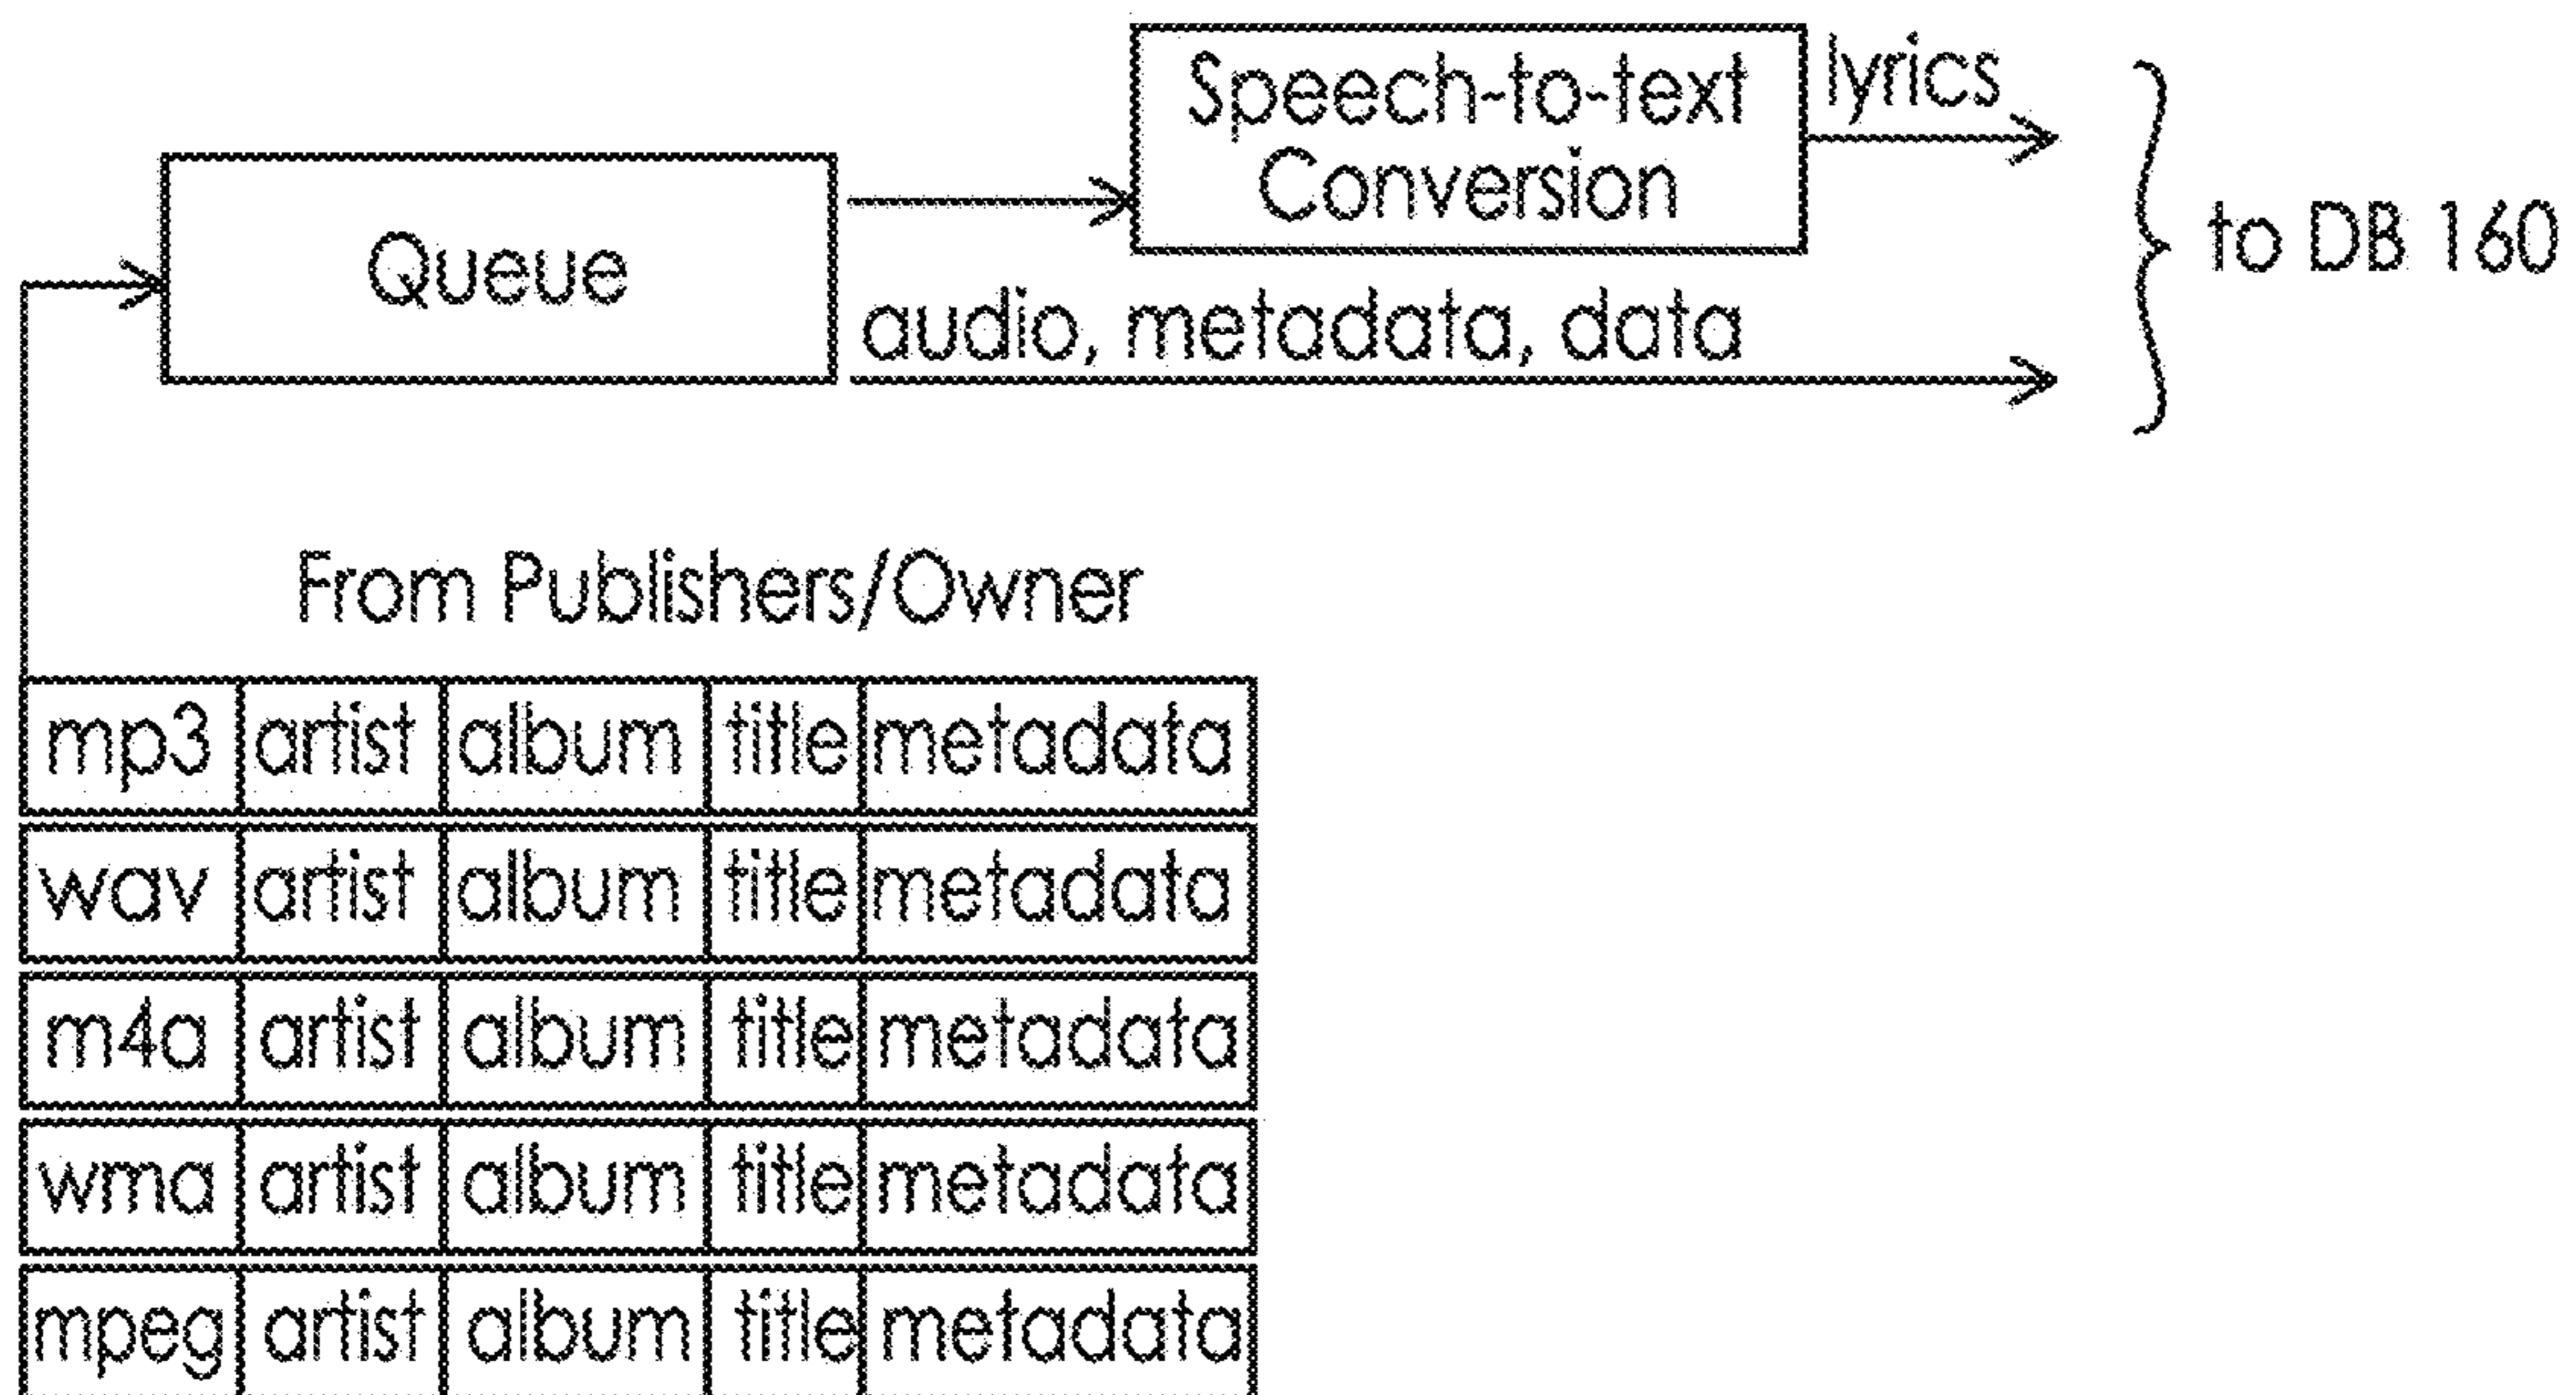 Speech-to-text
Conversion
lyrics
to DB 160
Queue
audio, metadata, data
From Publishers/Owner
mp3 artist album title metadata
wav artist album title metadata
m4a artist album title metadata
wma artist album title metadata
mpeg artist album title metadata